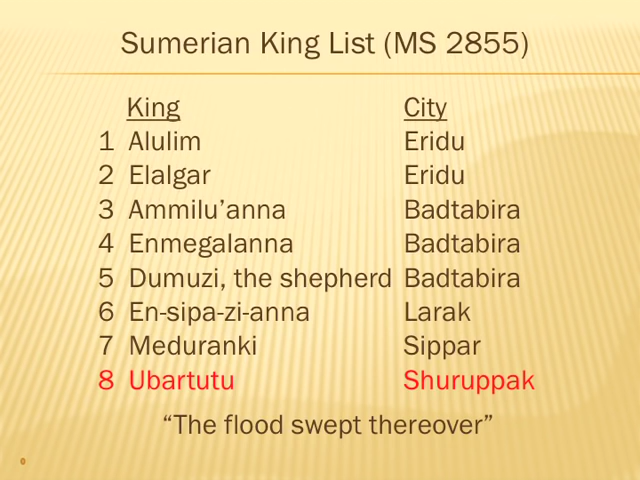 Sumerian King List (MS 2855)
King City
1 Alulim Eridu
2 Elalgar Eridu
3 Ammilu’anna Badtabira
4 Enmegalanna Badtabira
5 Dumuzi, the shepherd Badtabira
6 En-sipa-zi-anna Larak
7 Meduranki Sippar
8 Ubartutu Shuruppak
“The flood swept thereover”